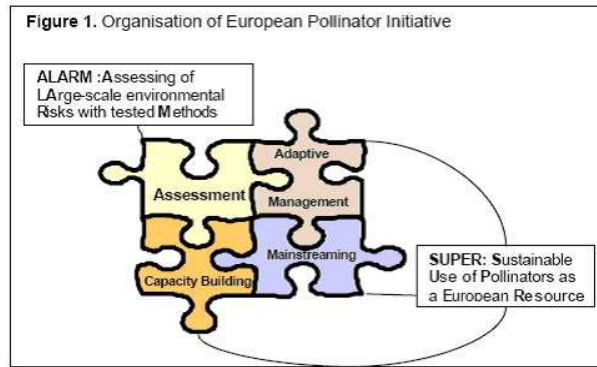 Figure 1. Organisation of European Pollinator Initiative
ALARM :Assessing of
LArge-scale environmental
Risks with tested Methods
Adaptive
Assessment
Management
Mainstreaming
Capacity Building
SUPER: Sustainable
Use of Pollinators as
a European Resource